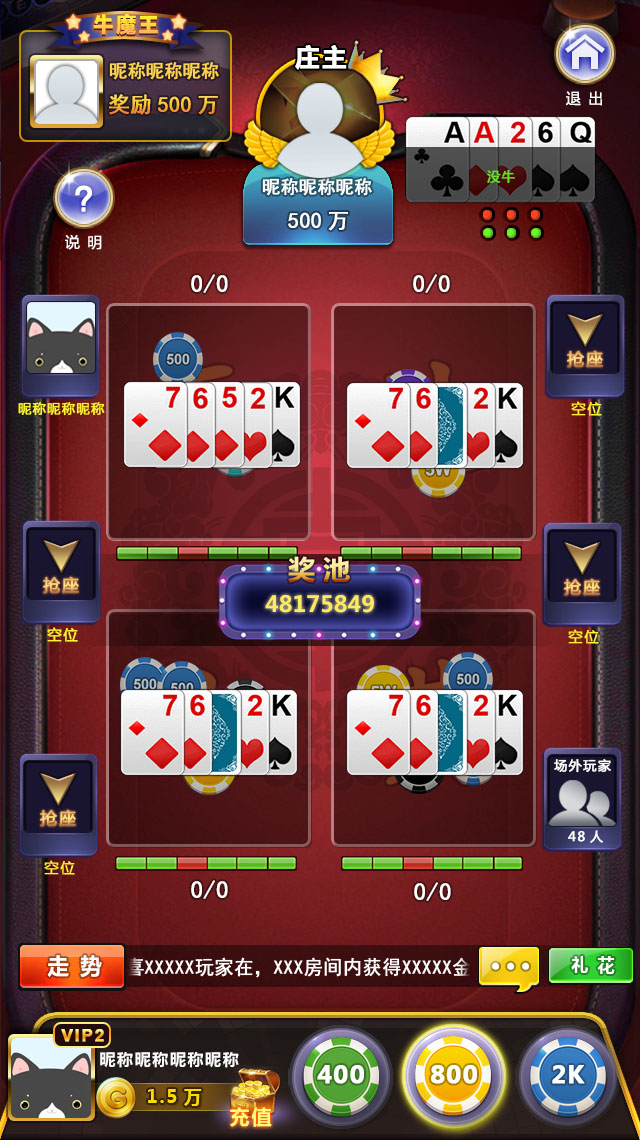 牛魔王
昵称昵称昵称
奖励 500 万
庄主
昵称昵称昵称
500 万
退 出
A A 2 6 Q
没牛
?
说 明
0/0
0/0
500
7 6 5 2 K
7 6 2 K
5W
昵称昵称昵称
抢座
空位
抢座
空位
抢座
空位
奖 池
48175849
500
500
7 6 2 K
500
7 6 2 K
抢座
空位
场外玩家
48 人
0/0
0/0
走 势
喜XXXXX玩家在，XXX房间内获得XXXXX金
礼 花
VIP2
昵称昵称昵称昵称
G
1.5 万
充值
400
800
2K